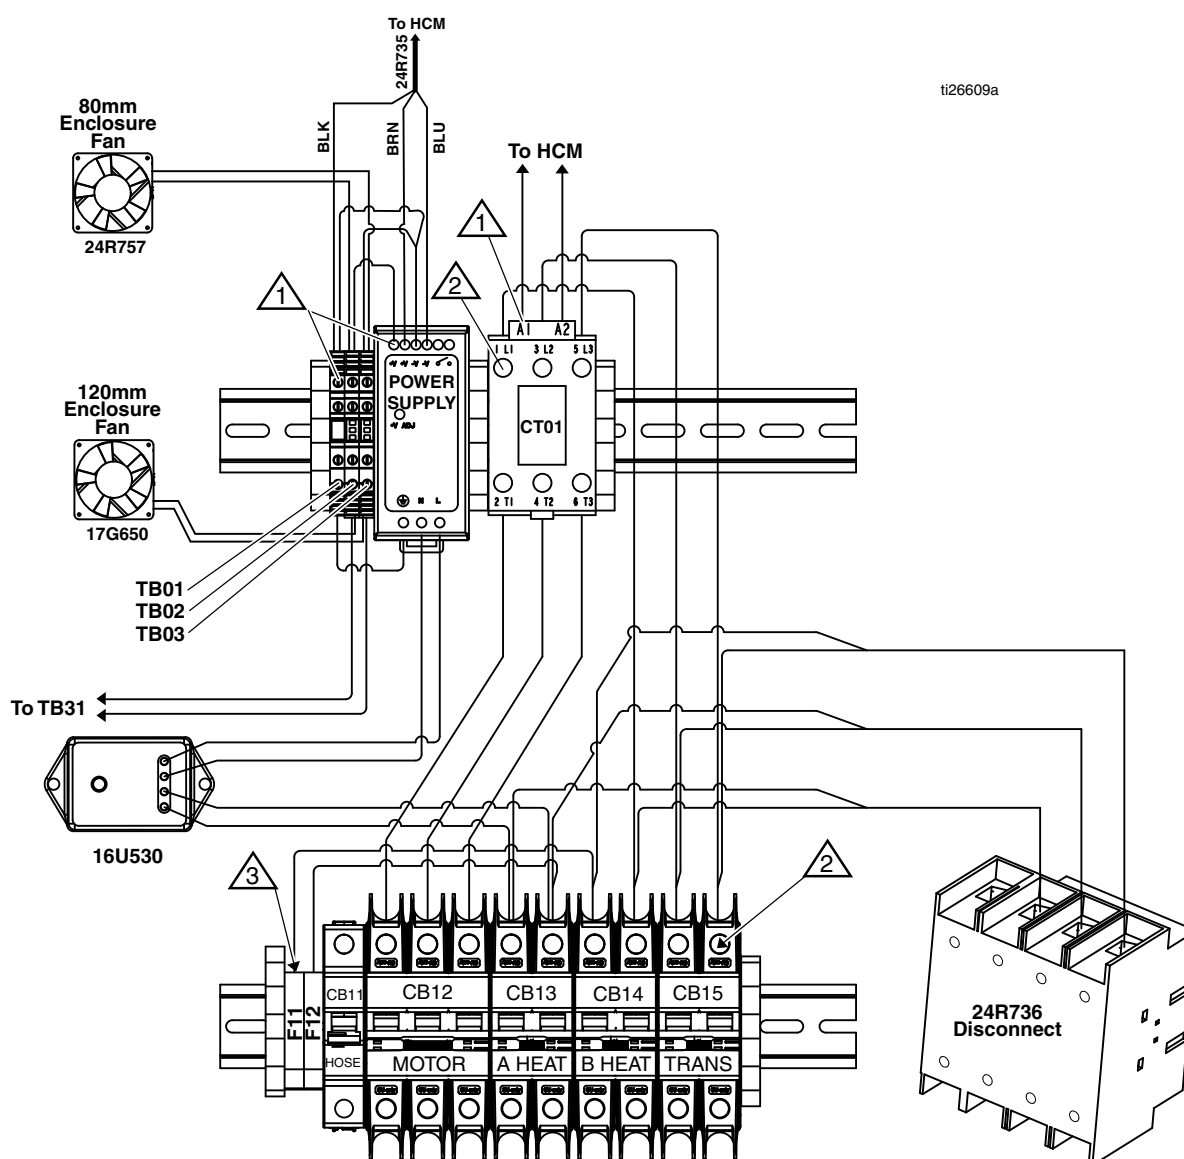 To HCM
24R735
ti26609a
80mm
Enclosure
Fan
24R757
BLK
BRN
BLU
To HCM
1
2
1
A1 A2
1 L1 3 L2 5 L3
+V +V -V -V
POWER
SUPPLY
+V ADJ
CT01
N L
2 T1 4 T2 6 T3
120mm
Enclosure
Fan
17G650
TB01
TB02
TB03
To TB31
16U530
3
2
F11
F12
CB11 CB12 CB13 CB14 CB15
HOSE MOTOR A HEAT B HEAT TRANS
24R736
Disconnect